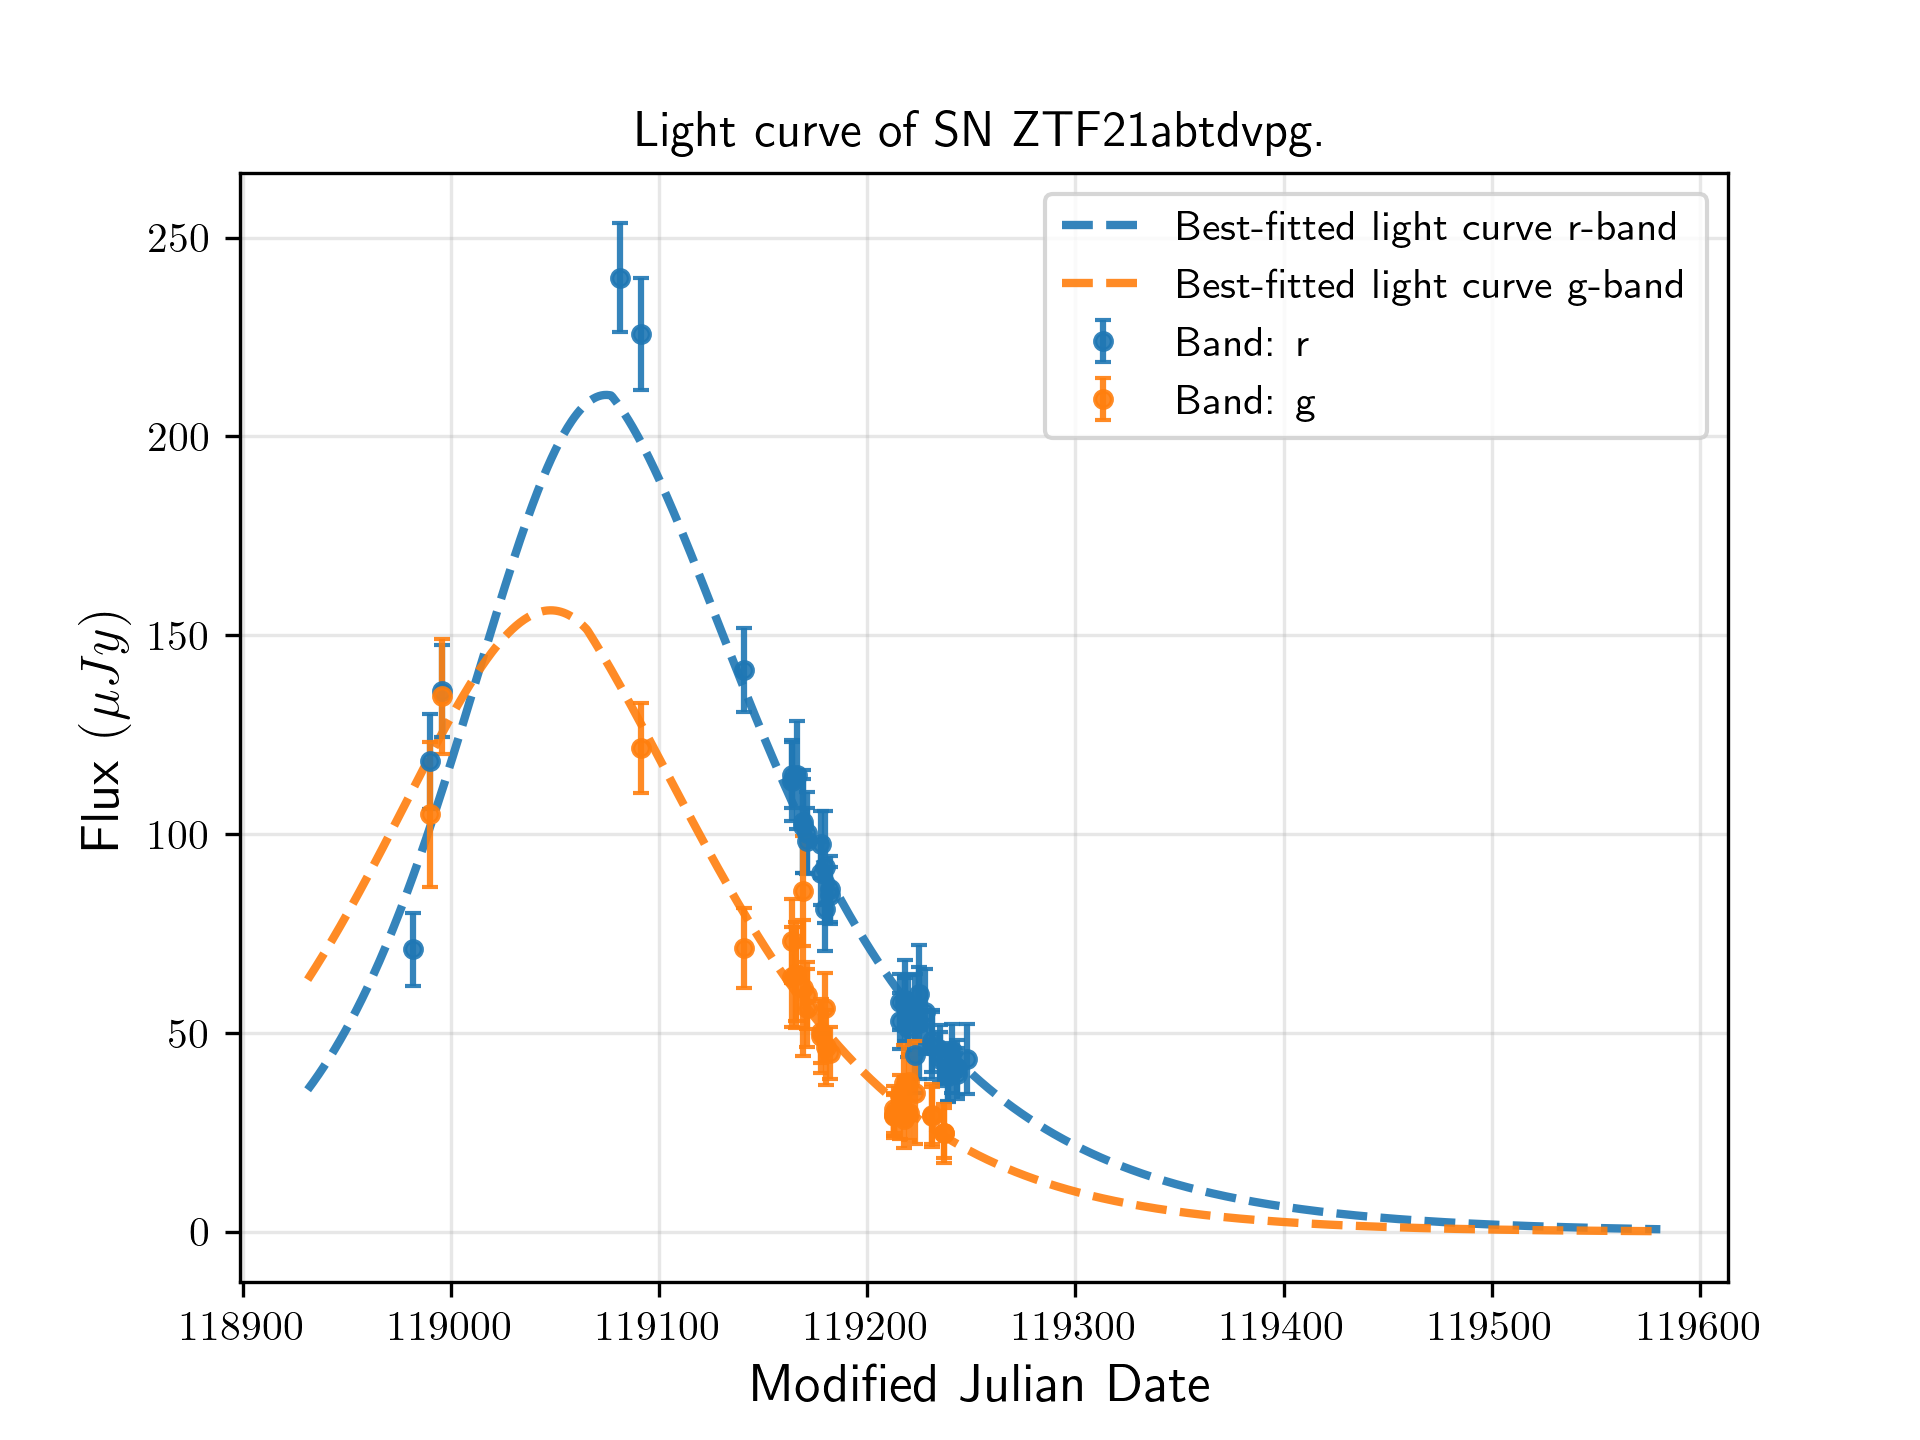 Light curve of SN ZTF21abtdvpg.
Best-fitted light curve r-band
Best-fitted light curve g-band
Band: r
Band: g
Flux (μJy)
250
200
150
100
50
0
118900 119000 119100 119200 119300 119400 119500 119600
Modified Julian Date